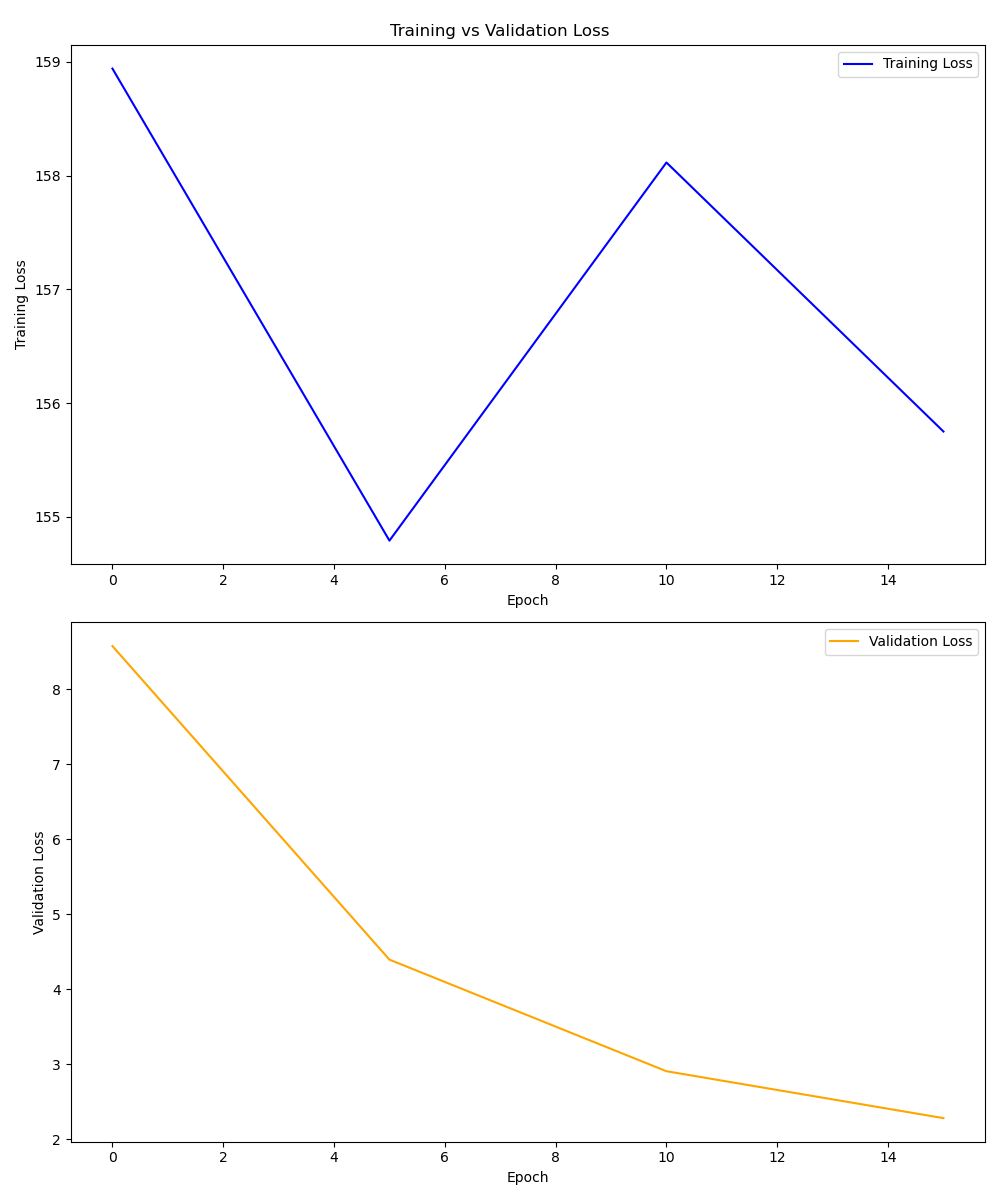 Training vs Validation Loss
159
158
157
156
155
Training Loss
Training Loss
0 2 4 6 8 10 12 14
Epoch
8
7
6
5
4
3
2
Validation Loss
Validation Loss
0 2 4 6 8 10 12 14
Epoch